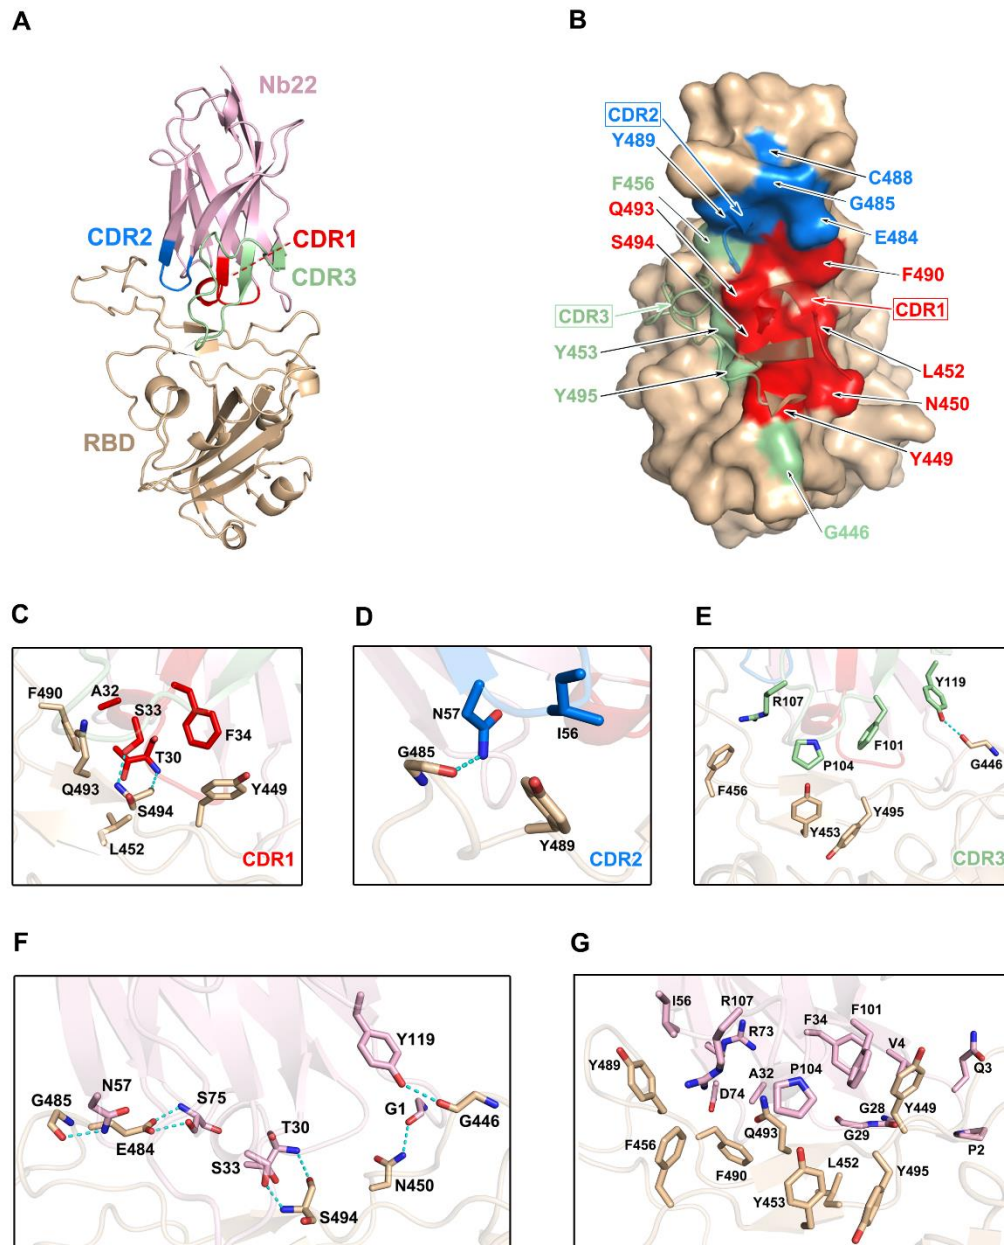 A
Nb22
CDR2
CDR1
CDR3
RBD
B
CDR2
Y489
F456
Q493
S494
CDR3
Y453
Y495
C488
G485
E484
F490
CDR1
L452
N450
Y449
G446
C
F490
A32
S33
F34
T30
Q493
S494
Y449
L452
CDR1
D
N57
I56
G485
Y489
CDR2
E
Y119
R107
F101
G446
P104
F456
Y495
Y453
CDR3
F
Y119
N57
S75
G485
G1
G446
T30
E484
S33
N450
S494
G
I56
R107
F101
F34
R73
V4
Q3
Y489
A32
P104
D74
G28
Y449
Q493
G29
P2
F456
F490
L452
Y495
Y453